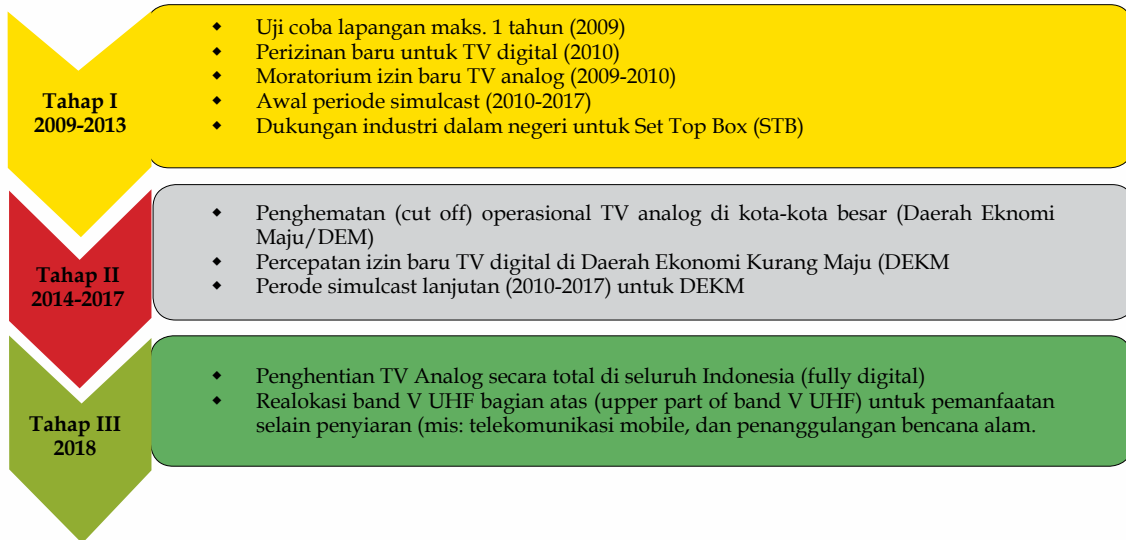 Tahap I
2009-2013
◆ Uji coba lapangan maks. 1 tahun (2009)
◆ Perizinan baru untuk TV digital (2010)
◆ Moratorium izin baru TV analog (2009-2010)
◆ Awal periode simulcast (2010-2017)
◆ Dukungan industri dalam negeri untuk Set Top Box (STB)
Tahap II
2014-2017
◆ Penghematan (cut off) operasional TV analog di kota-kota besar (Daerah Eknomi
Maju/DEM)
◆ Percepatan izin baru TV digital di Daerah Ekonomi Kurang Maju (DEKM
◆ Perode simulcast lanjutan (2010-2017) untuk DEKM
Tahap III
2018
◆ Penghentian TV Analog secara total di seluruh Indonesia (fully digital)
◆ Realokasi band V UHF bagian atas (upper part of band V UHF) untuk pemanfaatan
selain penyiaran (mis: telekomunikasi mobile, dan penanggulangan bencana alam.